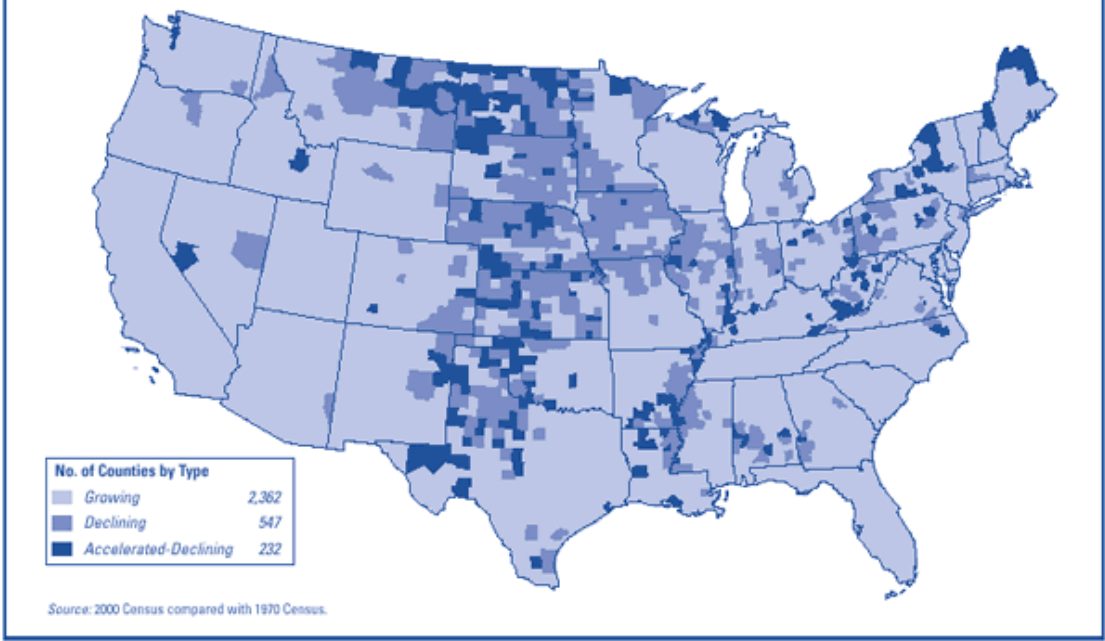 No. of Counties by Type
Growing 2,362
Declining 547
Accelerated-Declining 232
Source: 2000 Census compared with 1970 Census.